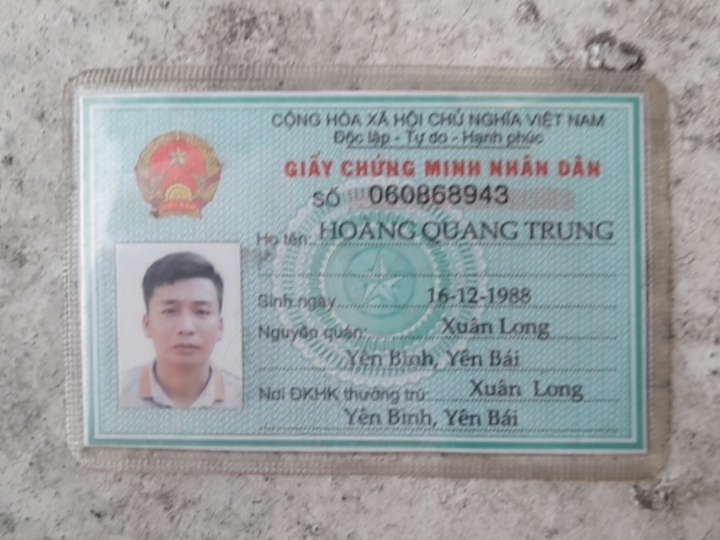 CỘNG HÒA XÃ HỘI CHỦ NGHĨA VIỆT NAM
Độc lập - Tự do - Hạnh phúc
GIẤY CHỨNG MINH NHÂN DÂN
SỐ 060868943
Họ tên: HOÀNG QUANG TRUNG
Sinh ngày 16-12-1988
Nguyên quán: Xuân Long
Yên Bình, Yên Bái
Nơi ĐKHK thường trú: Xuân Long
Yên Bình, Yên Bái